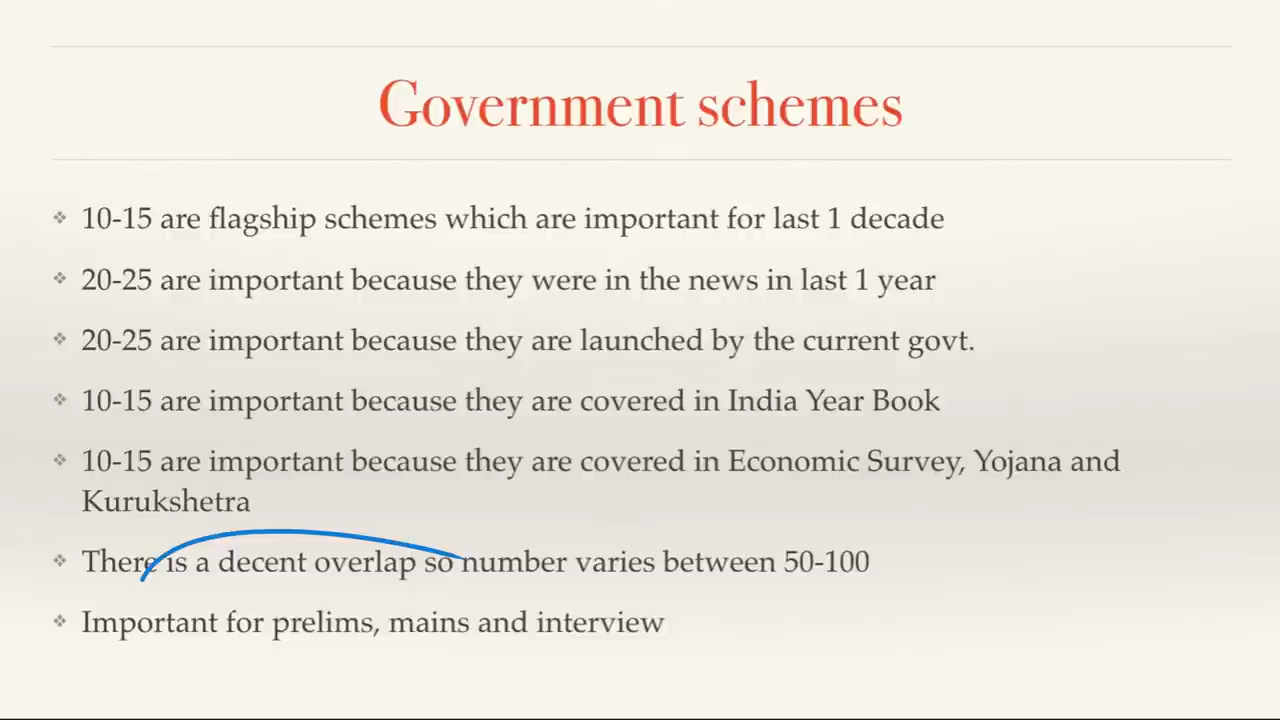 Government schemes
10-15 are flagship schemes which are important for last 1 decade
20-25 are important because they were in the news in last 1 year
20-25 are important because they are launched by the current govt.
10-15 are important because they are covered in India Year Book
10-15 are important because they are covered in Economic Survey, Yojana and
Kurukshetra
There is a decent overlap so number varies between 50-100
Important for prelims, mains and interview